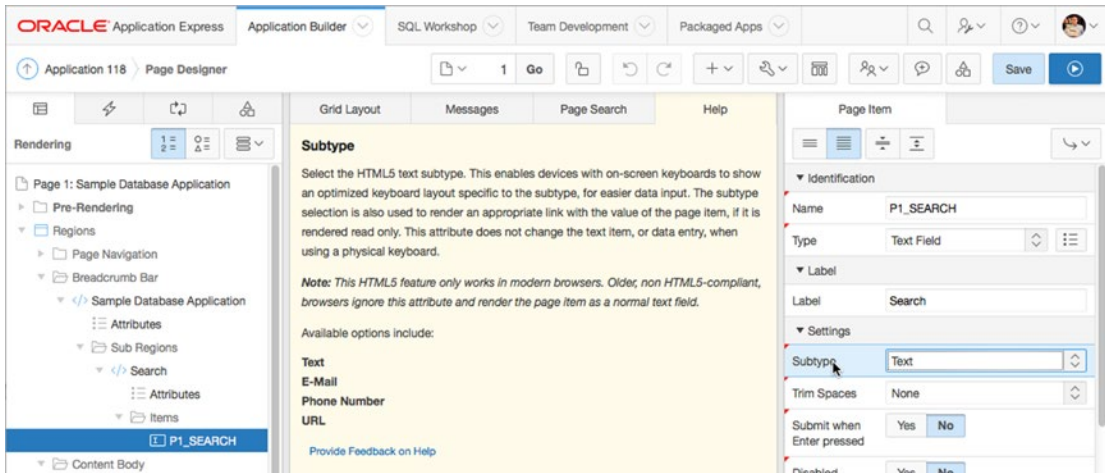 ORACLE Application Express
Application Builder
SQL Workshop
Team Development
Packaged Apps
Application 118
Page Designer
1
Go
Save
Rendering
Page 1: Sample Database Application
Pre-Rendering
Regions
Page Navigation
Breadcrumb Bar
Sample Database Application
Attributes
Sub Regions
Search
Attributes
Items
P1_SEARCH
Content Body
Grid Layout
Messages
Page Search
Help
Subtype
Select the HTML5 text subtype. This enables devices with on-screen keyboards to show
an optimized keyboard layout specific to the subtype, for easier data input. The subtype
selection is also used to render an appropriate link with the value of the page item, if it is
rendered read only. This attribute does not change the text item, or data entry, when
using a physical keyboard.
Note: This HTML5 feature only works in modern browsers. Older, non HTML5-compliant,
browsers ignore this attribute and render the page item as a normal text field.
Available options include:
Text
E-Mail
Phone Number
URL
Provide Feedback on Help
Page Item
Identification
Name P1_SEARCH
Type Text Field
Label
Label Search
Settings
Subtype Text
Trim Spaces None
Submit when
Enter pressed
Yes No
Disabled Yes No